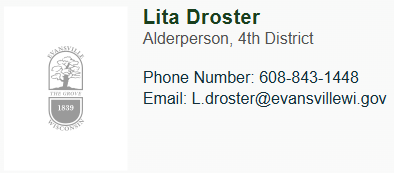 Lita Droster
Alderperson, 4th District
Phone Number: 608-843-1448
Email: L.droster@evansvillewi.gov
EVANSVILLE
THE GROVE
1839
WISCONSIN